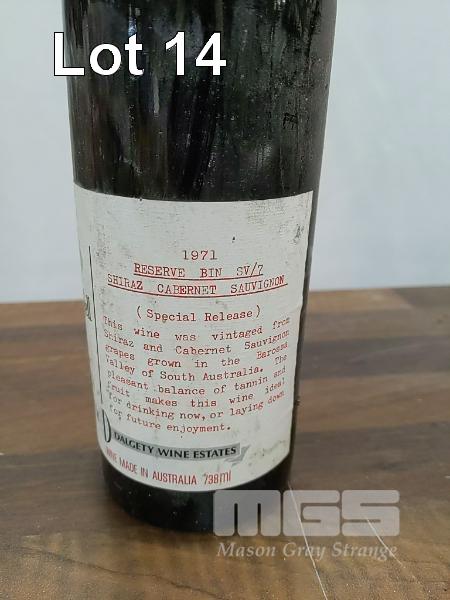 Lot 14
1971
RESERVE BIN SV/7
SHIRAZ CABERNET SAUVIGNON
(Special Release)
This wine was vintaged from
Shiraz and Cabernet Sauvignon
grapes grown in the Barossa
Valley of South Australia. The
pleasant balance of tannin and
fruit makes this wine ideal
for drinking now, or laying down
for future enjoyment.
DALGETY WINE ESTATES
WINE MADE IN AUSTRALIA 738ml
MGS
Mason Gray Strange